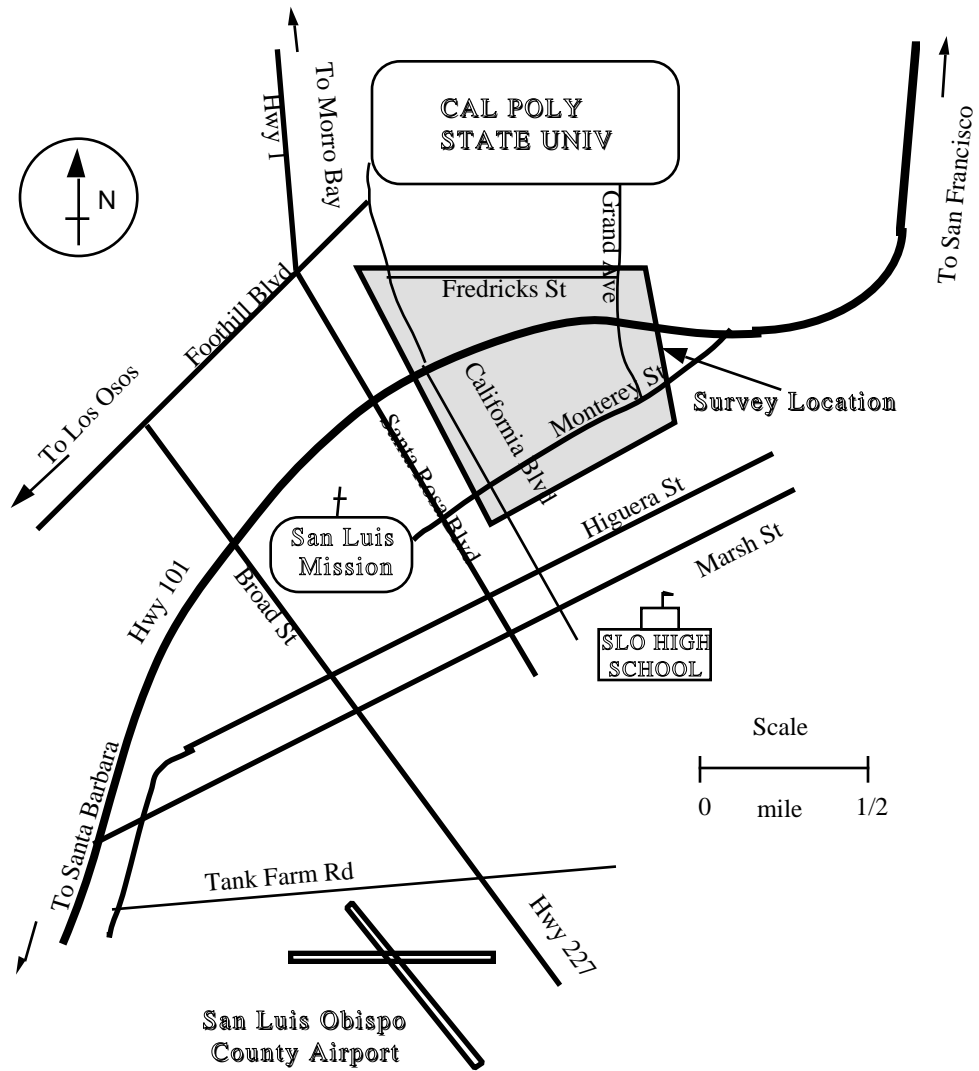 To Morro Bay
Hwy 1
CAL POLY
STATE UNIV
To San Francisco
N
Grand Ave
Foothill Blvd
Fredricks St
To Los Osos
California Blvd
Monterey St
Survey Location
Santa Rosa Blvd
San Luis
Mission
Higuera St
Marsh St
Hwy 101
Broad St
SLO HIGH
SCHOOL
Scale
0 mile 1/2
To Santa Barbara
Tank Farm Rd
Hwy 227
San Luis Obispo
County Airport